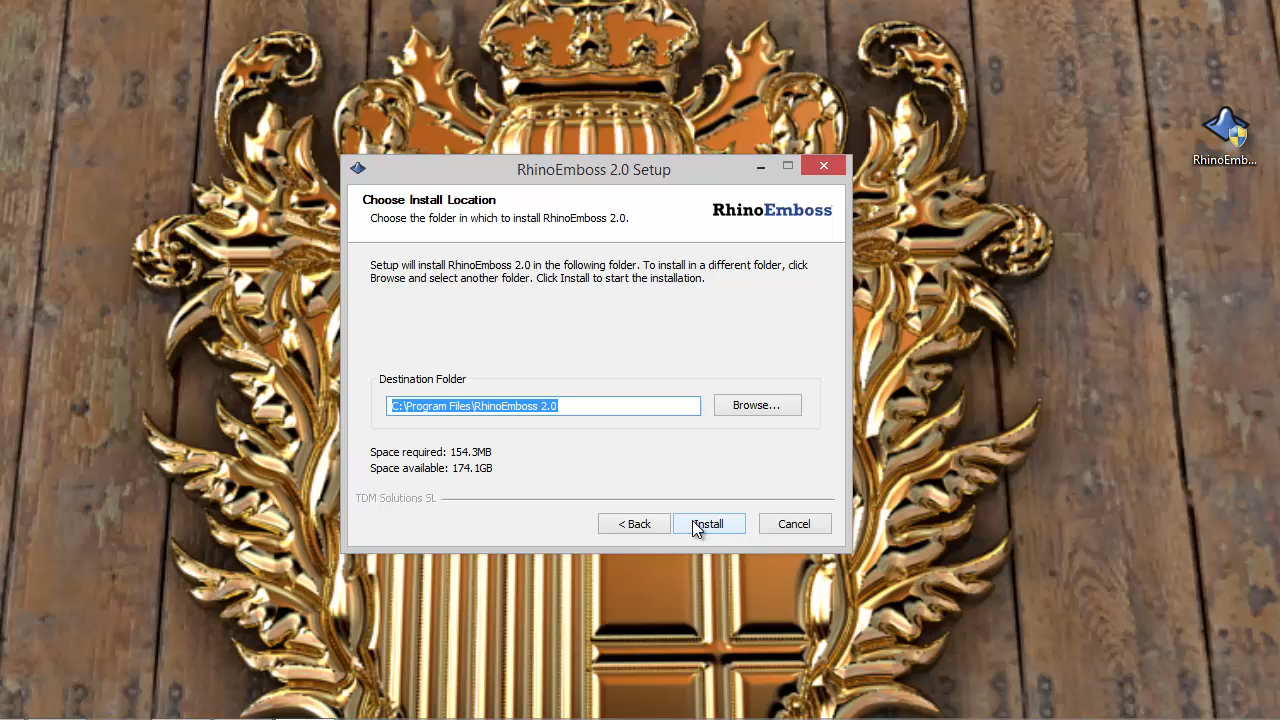 RhinoEmb...
RhinoEmboss 2.0 Setup
Choose Install Location
Choose the folder in which to install RhinoEmboss 2.0.
RhinoEmboss
Setup will install RhinoEmboss 2.0 in the following folder. To install in a different folder, click
Browse and select another folder. Click Install to start the installation.
Destination Folder
C:\Program Files\RhinoEmboss 2.0
Browse...
Space required: 154.3MB
Space available: 174.1GB
TDM Solutions SL
< Back
Install
Cancel